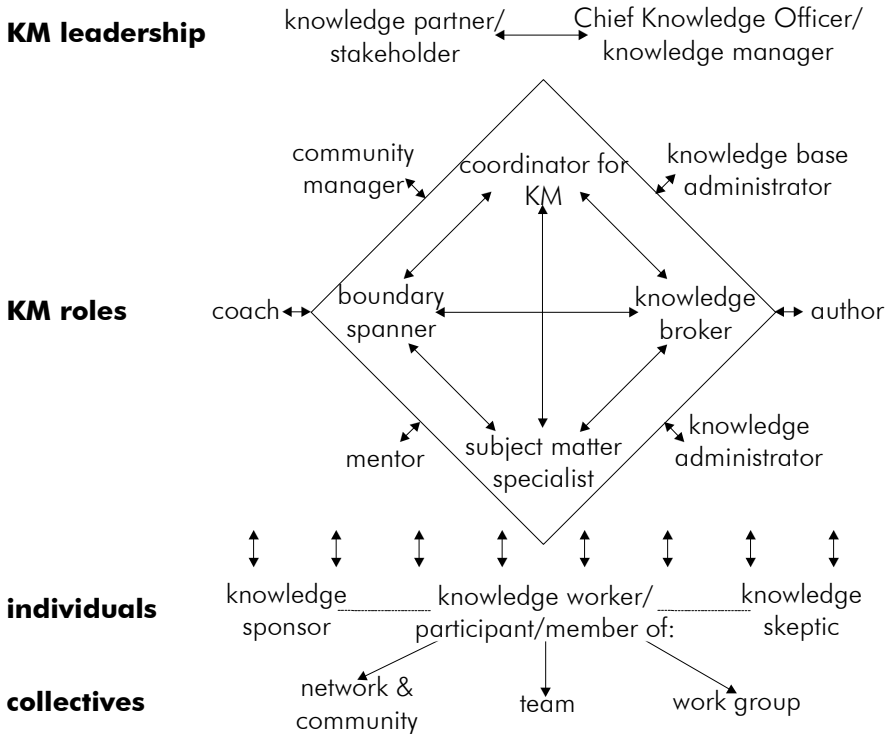 KM leadership
knowledge partner/
stakeholder
Chief Knowledge Officer/
knowledge manager
community
manager
coordinator for
KM
knowledge base
administrator
KM roles
coach
boundary
spanner
knowledge
broker
author
mentor
subject matter
specialist
knowledge
administrator
individuals
knowledge
sponsor
knowledge worker/
participant/member of:
knowledge
skeptic
collectives
network &
community
team
work group